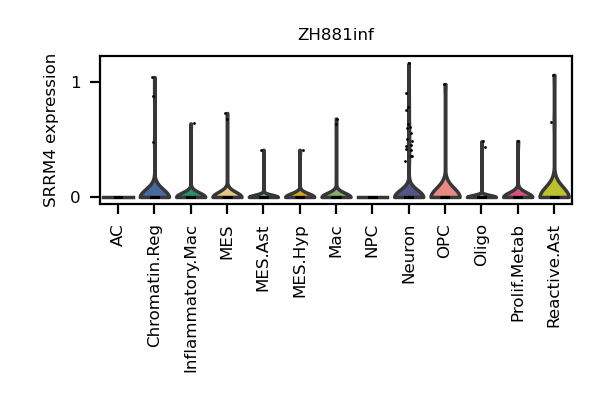 ZH881inf
SRRM4 expression
1
0
AC
Chromatin.Reg
Inflammatory.Mac
MES
MES.Ast
MES.Hyp
Mac
NPC
Neuron
OPC
Oligo
Prolif.Metab
Reactive.Ast